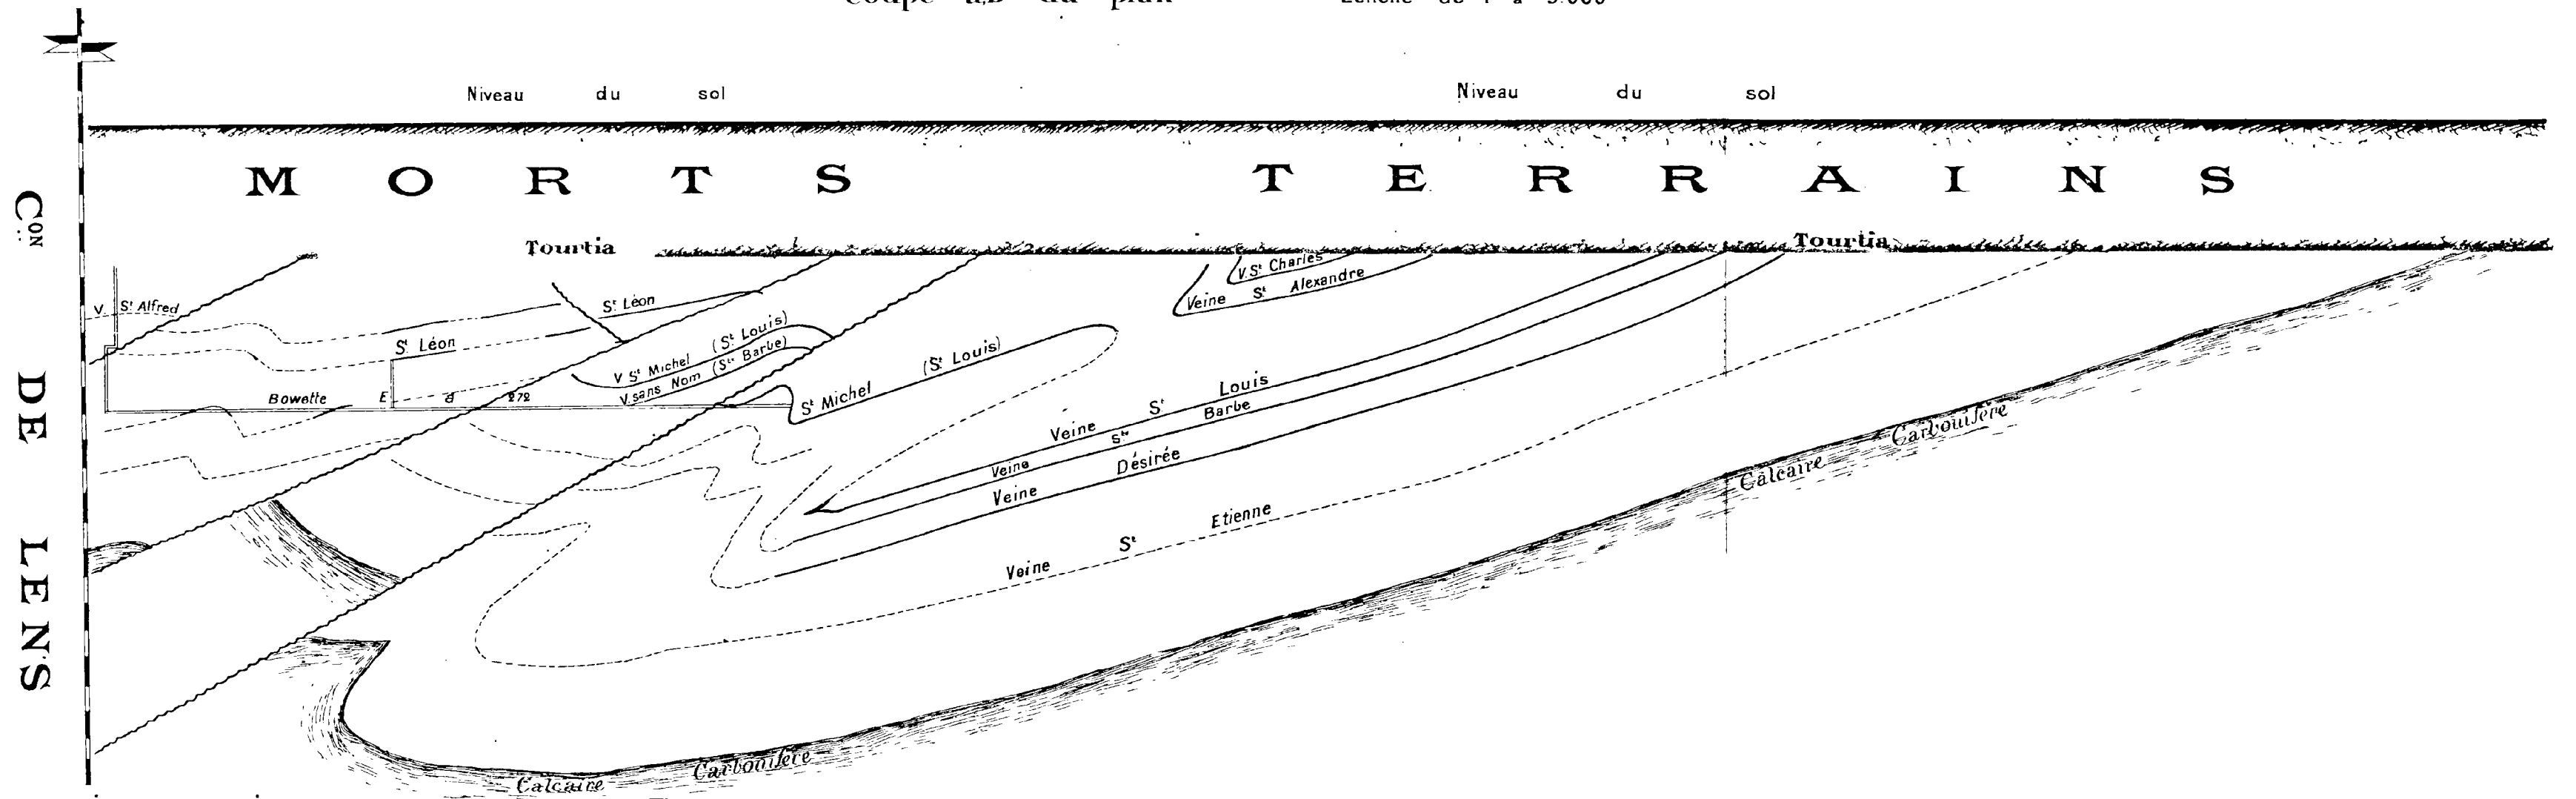 du plan
Niveau du sol
Niveau du sol
MORTS TERRAINS
Con DE LENS
Tourtia
Tourtia
V. St Alfred
St Léon
St Léon
V. St Charles
Veine St Alexandre
V St Michel (St Louis)
V. sans Nom (Ste Barbe)
Bowette E 272
St Michel (St Louis)
Veine St Louis
Veine Ste Barbe
Veine Désirée
Veine St Etienne
Calcaire Carbonifère
Calcaire Carbonifère